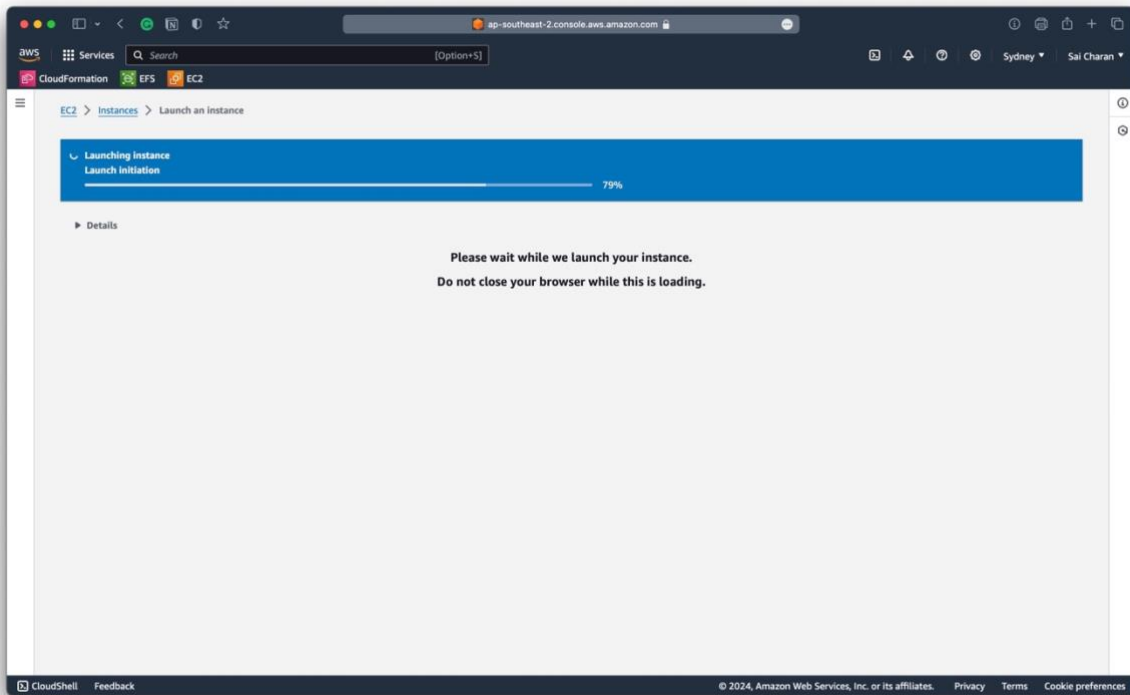 ap-southeast-2.console.aws.amazon.com
aws Services Search [Option+S] Sydney Sai Charan
CloudFormation EFS EC2
EC2 > Instances > Launch an instance
Launching instance
Launch initiation
79%
Details
Please wait while we launch your instance.
Do not close your browser while this is loading.
CloudShell Feedback © 2024, Amazon Web Services, Inc. or its affiliates. Privacy Terms Cookie preferences